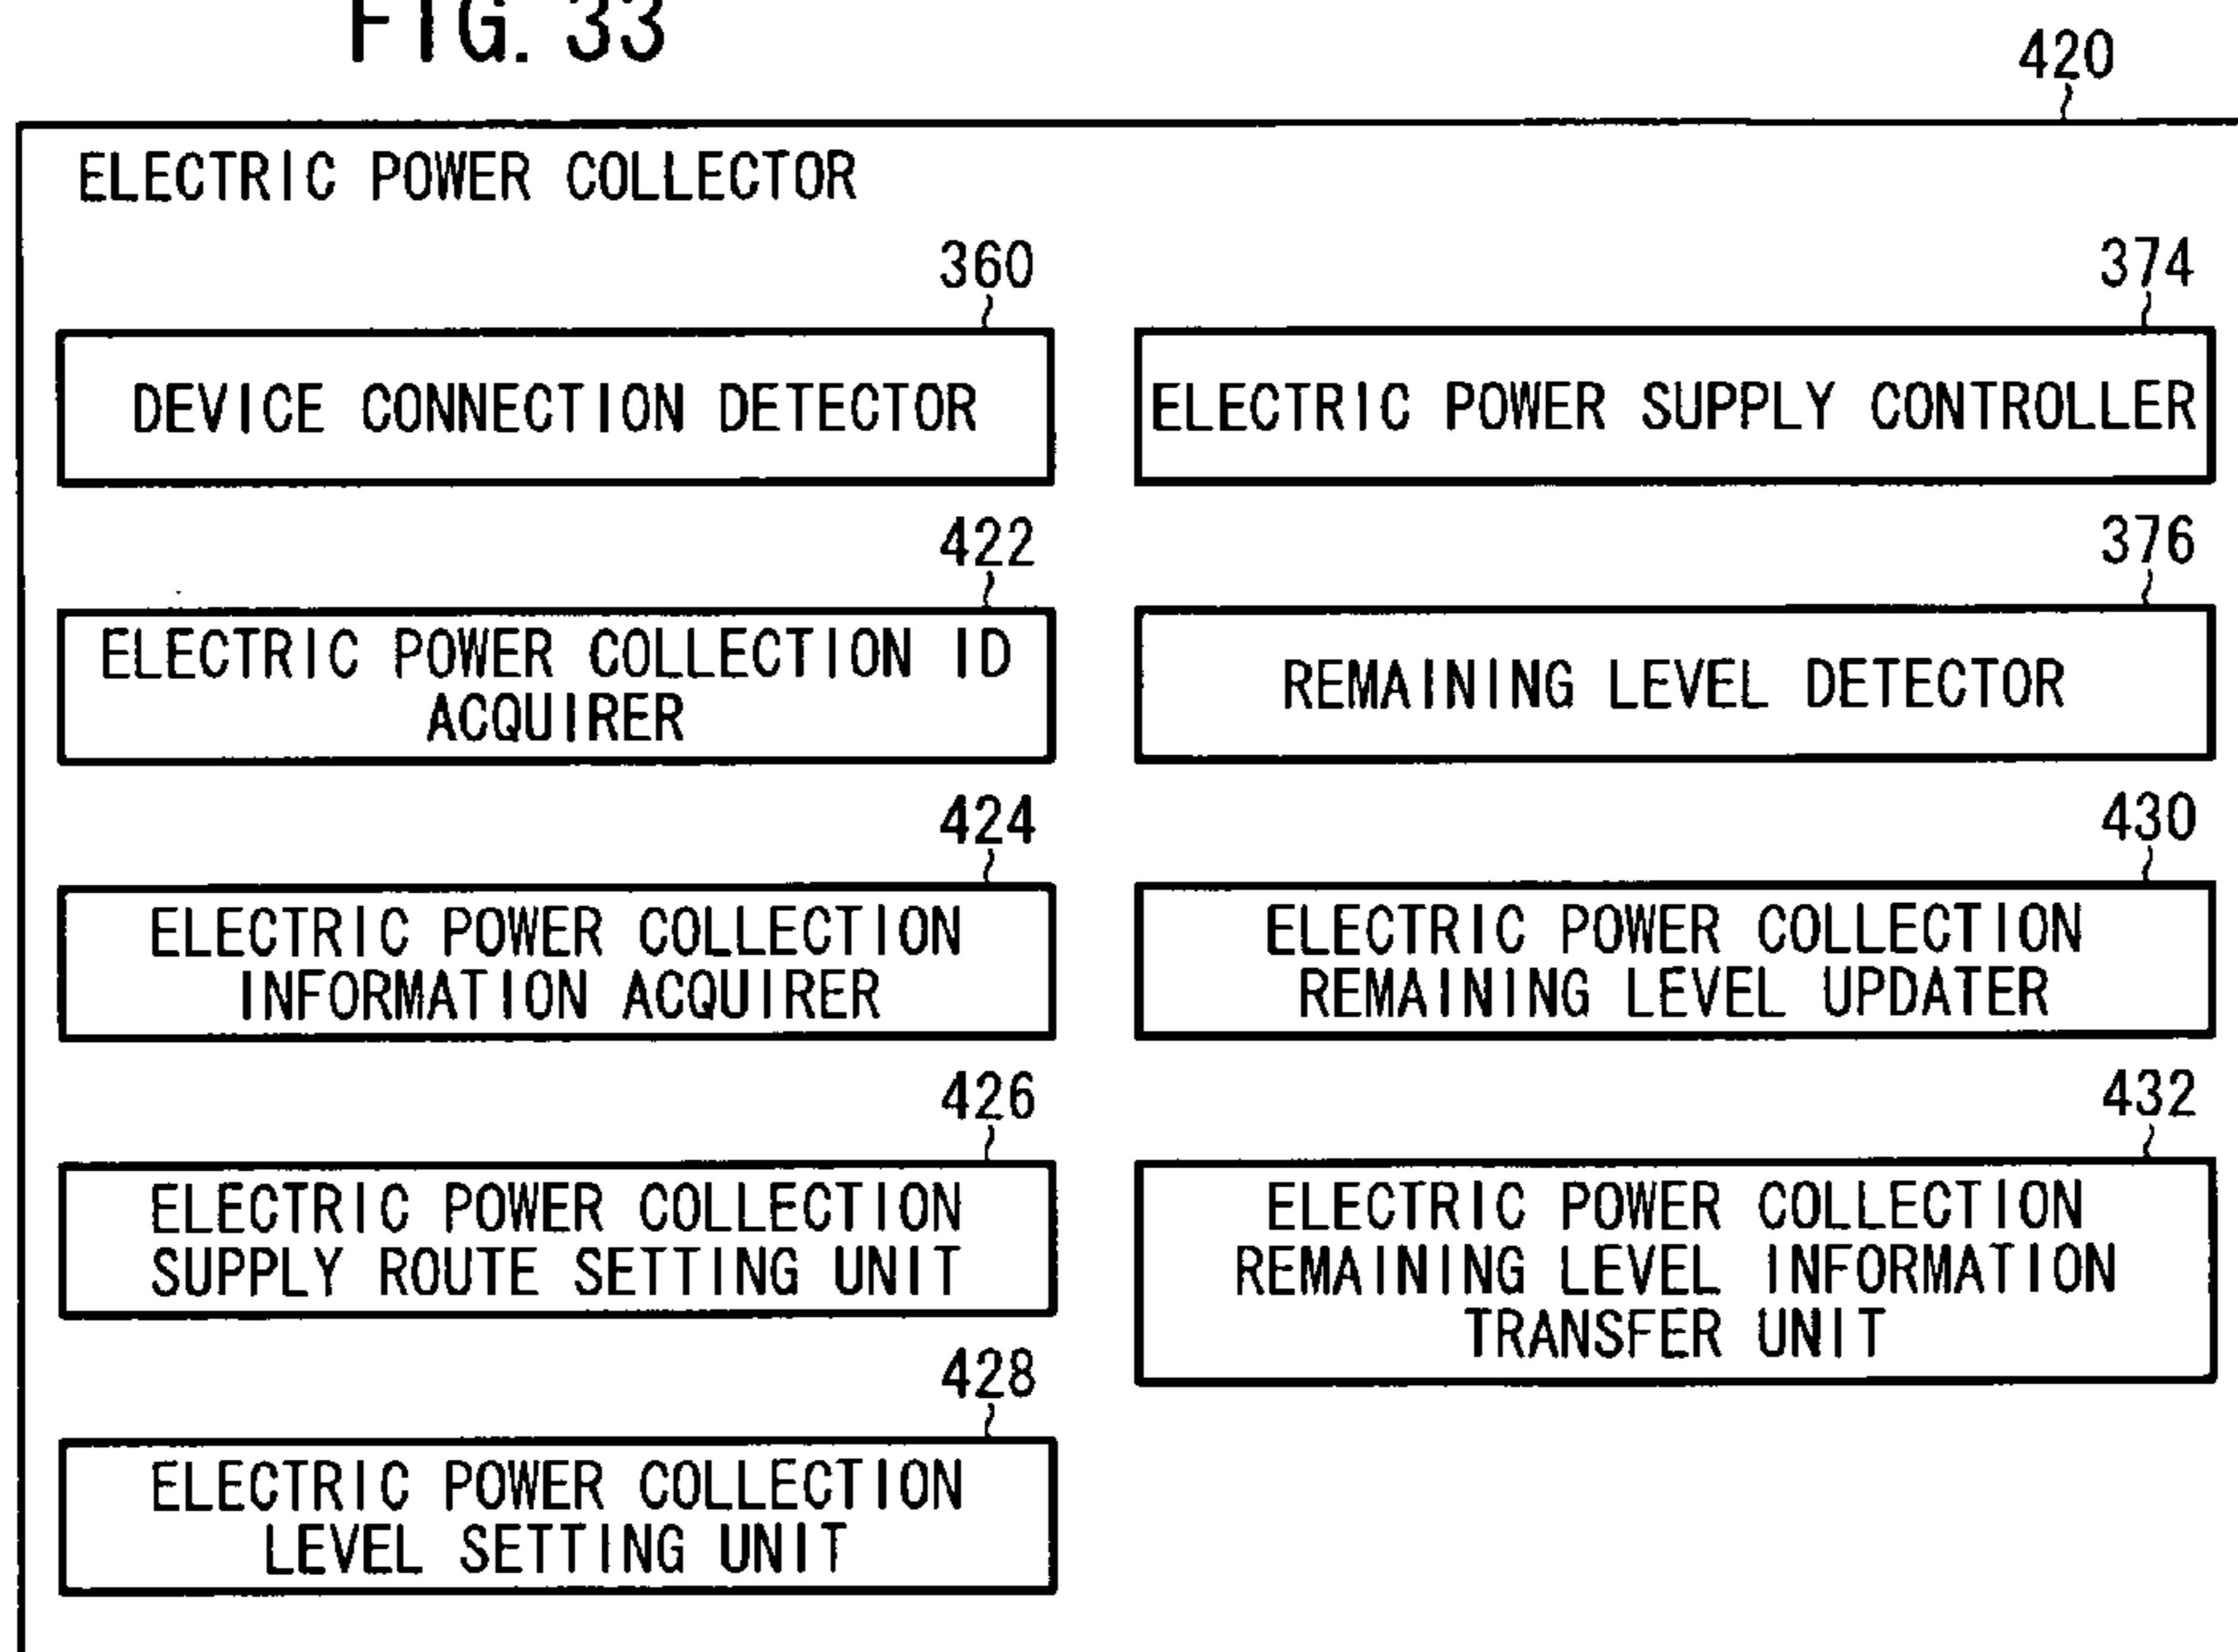 FIG. 33
420
ELECTRIC POWER COLLECTOR
360
DEVICE CONNECTION DETECTOR
374
ELECTRIC POWER SUPPLY CONTROLLER
422
ELECTRIC POWER COLLECTION ID
ACQUIRER
376
REMAINING LEVEL DETECTOR
424
ELECTRIC POWER COLLECTION
INFORMATION ACQUIRER
430
ELECTRIC POWER COLLECTION
REMAINING LEVEL UPDATER
426
ELECTRIC POWER COLLECTION
SUPPLY ROUTE SETTING UNIT
432
ELECTRIC POWER COLLECTION
REMAINING LEVEL INFORMATION
TRANSFER UNIT
428
ELECTRIC POWER COLLECTION
LEVEL SETTING UNIT